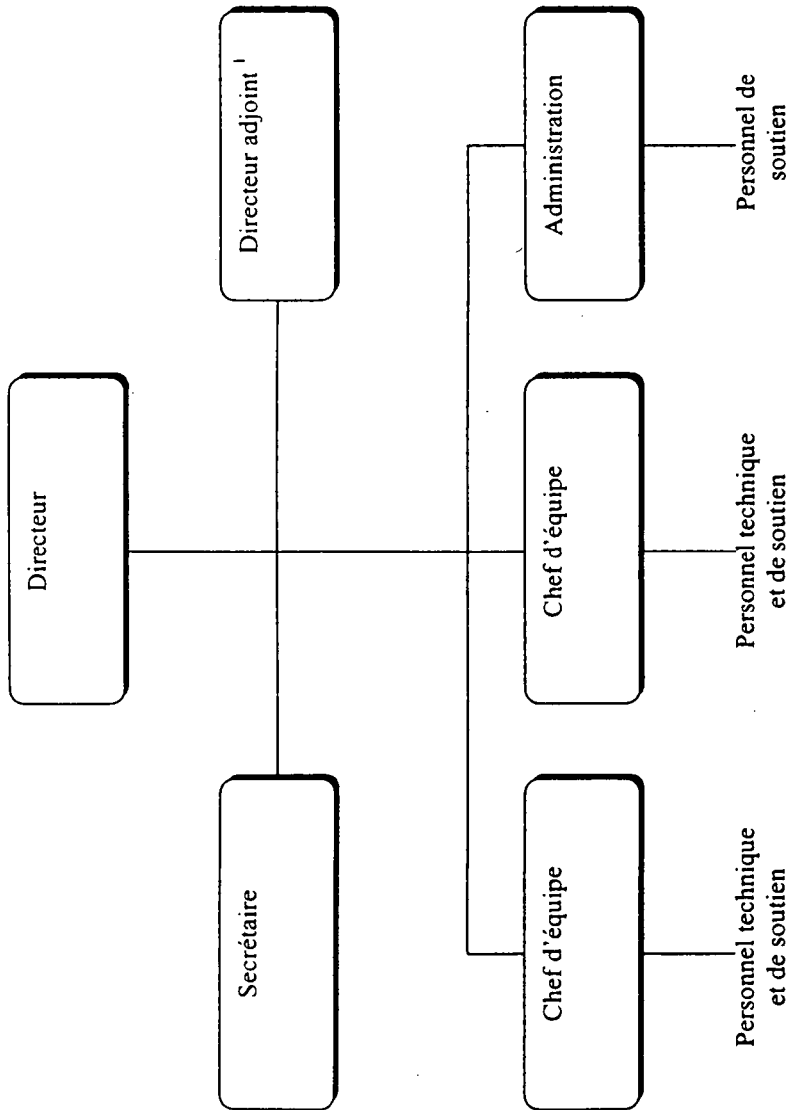 Directeur
Secrétaire
Directeur adjoint 1
Chef d'équipe
Chef d'équipe
Administration
Personnel technique
et de soutien
Personnel technique
et de soutien
Personnel de
soutien